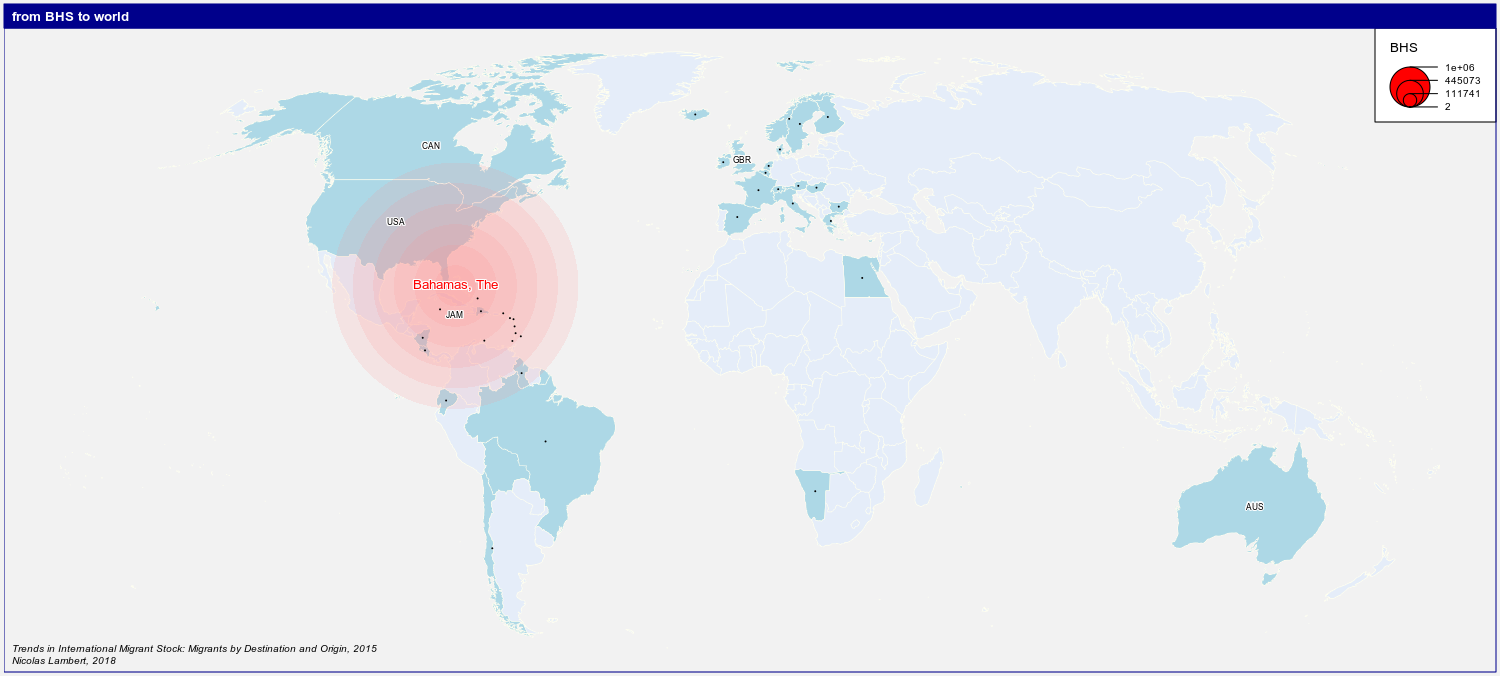 from BHS to world
BHS
1e+06
445073
111741
2
CAN
GBR
USA
Bahamas, The
JAM
AUS
Trends in International Migrant Stock: Migrants by Destination and Origin, 2015
Nicolas Lambert, 2018